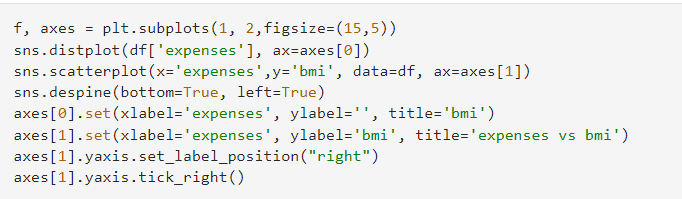 f, axes = plt.subplots(1, 2,figsize=(15,5))
sns.distplot(df['expenses'], ax=axes[0])
sns.scatterplot(x='expenses',y='bmi', data=df, ax=axes[1])
sns.despine(bottom=True, left=True)
axes[0].set(xlabel='expenses', ylabel='', title='bmi')
axes[1].set(xlabel='expenses', ylabel='bmi', title='expenses vs bmi')
axes[1].yaxis.set_label_position("right")
axes[1].yaxis.tick_right()